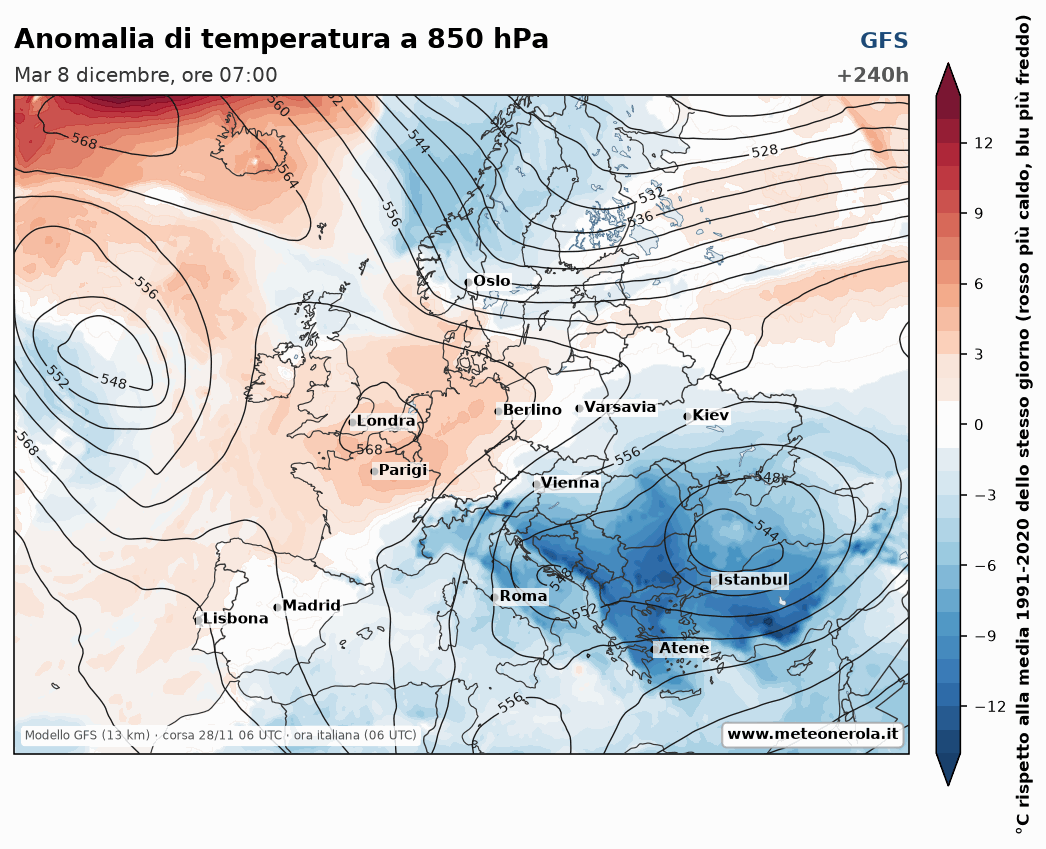 Anomalia di temperatura a 850 hPa
GFS
Mar 8 dicembre, ore 07:00
+240h
568
560
564
544
556
528
532
536
556
552
548
568
Oslo
Londra
568
Parigi
Berlino
Varsavia
Kiev
556
Vienna
548
544
Istanbul
Roma
552
Atene
Madrid
Lisbona
556
Modello GFS (13 km) · corsa 28/11 06 UTC · ora italiana (06 UTC)
www.meteonerola.it
12
9
6
3
0
−3
−6
−9
−12
°C rispetto alla media 1991-2020 dello stesso giorno (rosso più caldo, blu più freddo)